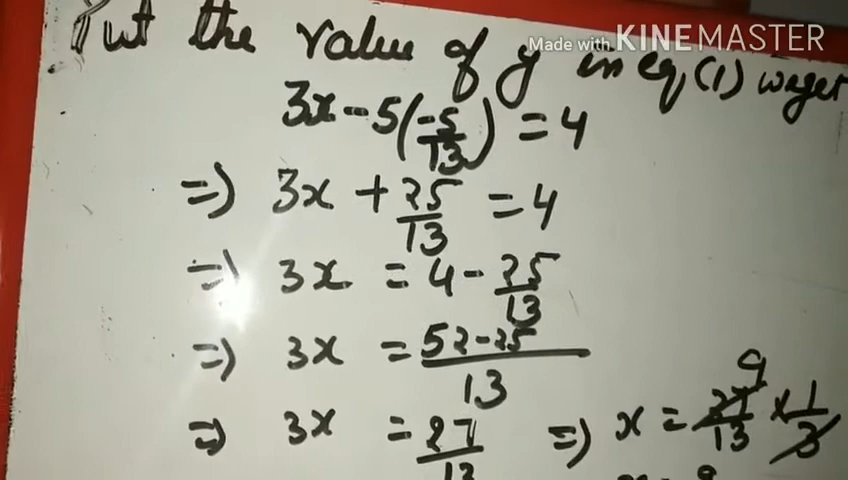 Made with KINEMASTER
Put the value of y in eq (1) we get
3x - 5(-5/13) = 4
=) 3x + 25/13 = 4
=) 3x = 4 - 25/13
=) 3x = 52-25/13
=) 3x = 27/13 =) x = 27/13 × 1/3
9